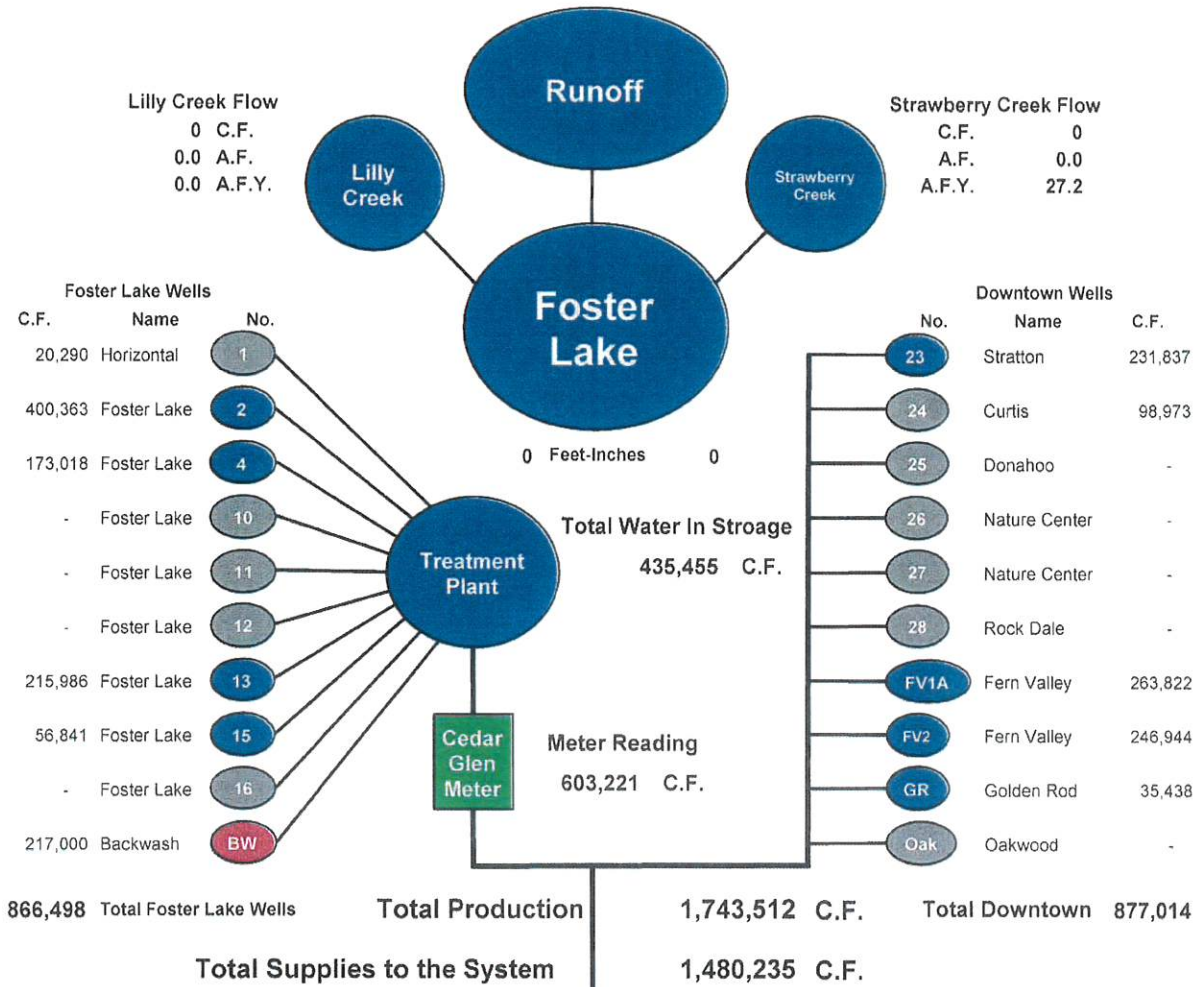 Runoff
Lilly Creek Flow
0 C.F.
0.0 A.F.
0.0 A.F.Y.
Lilly
Creek
Strawberry
Creek
Strawberry Creek Flow
C.F. 0
A.F. 0.0
A.F.Y. 27.2
Foster
Lake
0 Feet-Inches 0
Foster Lake Wells
C.F. Name No.
20,290 Horizontal 1
400,363 Foster Lake 2
173,018 Foster Lake 4
- Foster Lake 10
- Foster Lake 11
- Foster Lake 12
215,986 Foster Lake 13
56,841 Foster Lake 15
- Foster Lake 16
217,000 Backwash BW
866,498 Total Foster Lake Wells
Treatment
Plant
Total Water In Stroage
435,455 C.F.
Cedar
Glen
Meter
Meter Reading
603,221 C.F.
Downtown Wells
No. Name C.F.
23 Stratton 231,837
24 Curtis 98,973
25 Donahoo -
26 Nature Center -
27 Nature Center -
28 Rock Dale -
FV1A Fern Valley 263,822
FV2 Fern Valley 246,944
GR Golden Rod 35,438
Oak Oakwood -
Total Downtown 877,014
Total Production 1,743,512 C.F.
Total Supplies to the System 1,480,235 C.F.